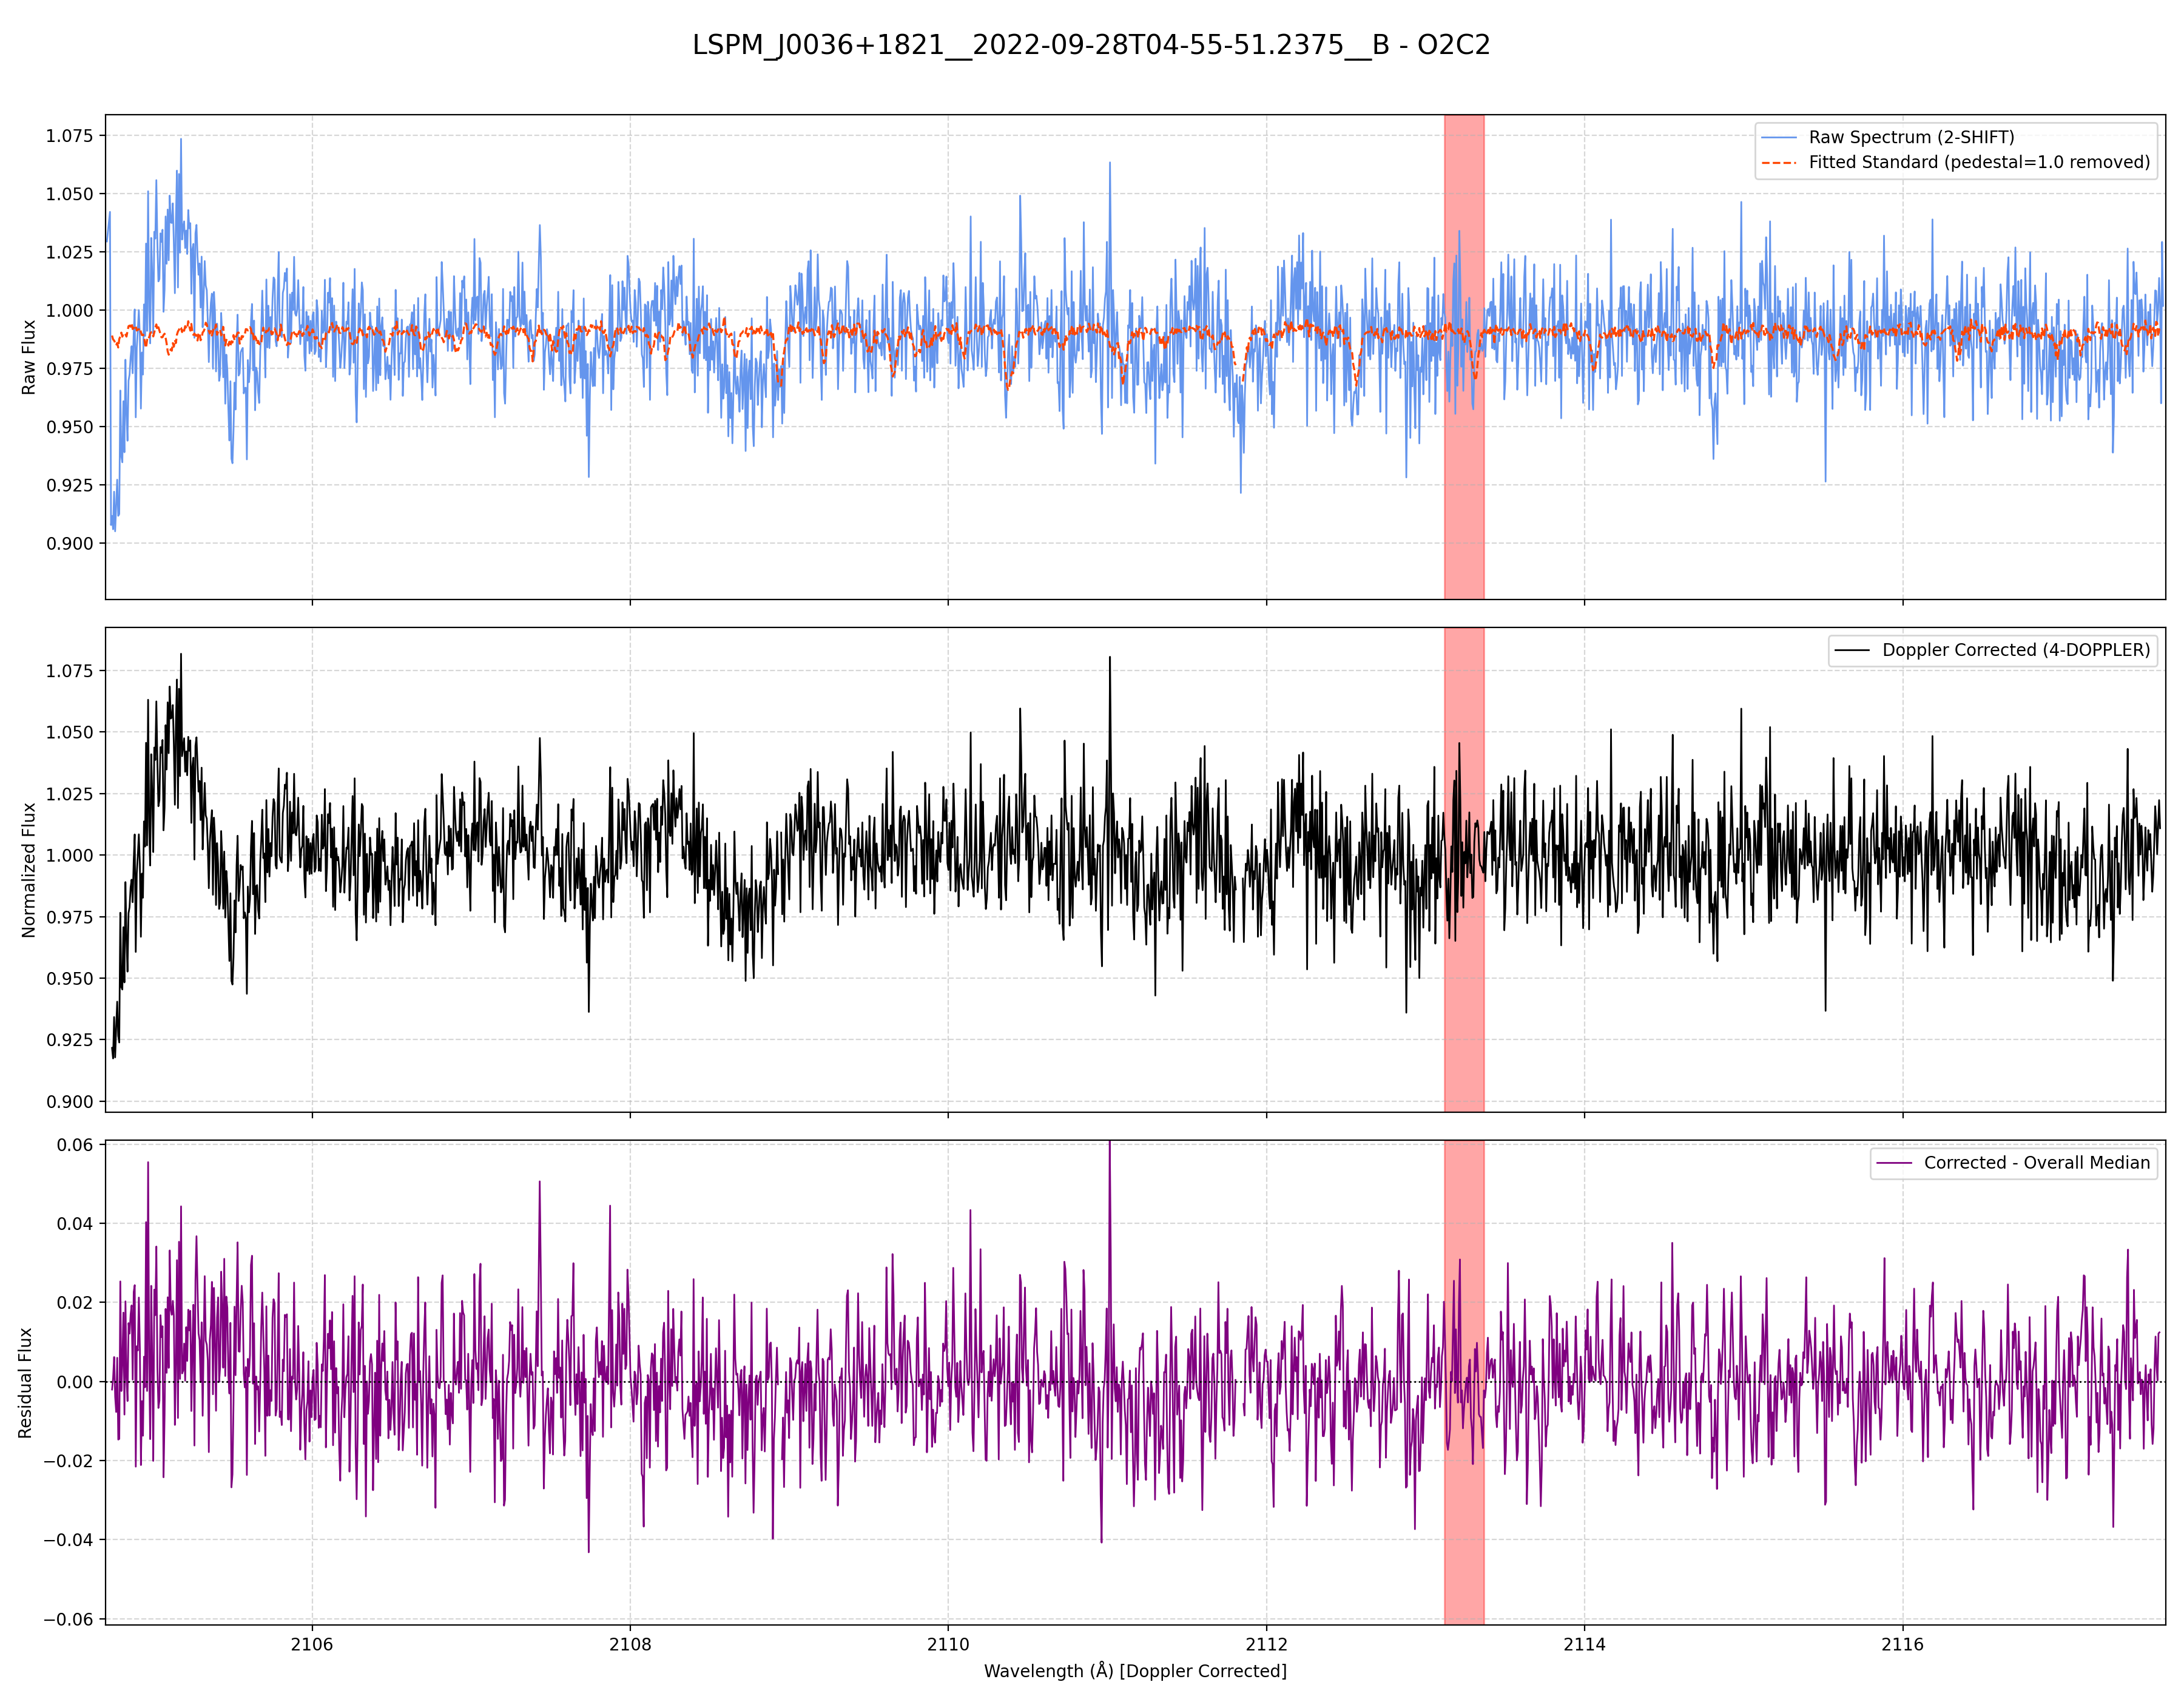 LSPM_J0036+1821__2022-09-28T04-55-51.2375__B - O2C2
Raw Flux
1.075
1.050
1.025
1.000
0.975
0.950
0.925
0.900
Raw Spectrum (2-SHIFT)
Fitted Standard (pedestal=1.0 removed)
Normalized Flux
1.075
1.050
1.025
1.000
0.975
0.950
0.925
0.900
Doppler Corrected (4-DOPPLER)
Residual Flux
0.06
0.04
0.02
0.00
−0.02
−0.04
−0.06
Corrected - Overall Median
2106 2108 2110 2112 2114 2116
Wavelength (Å) [Doppler Corrected]